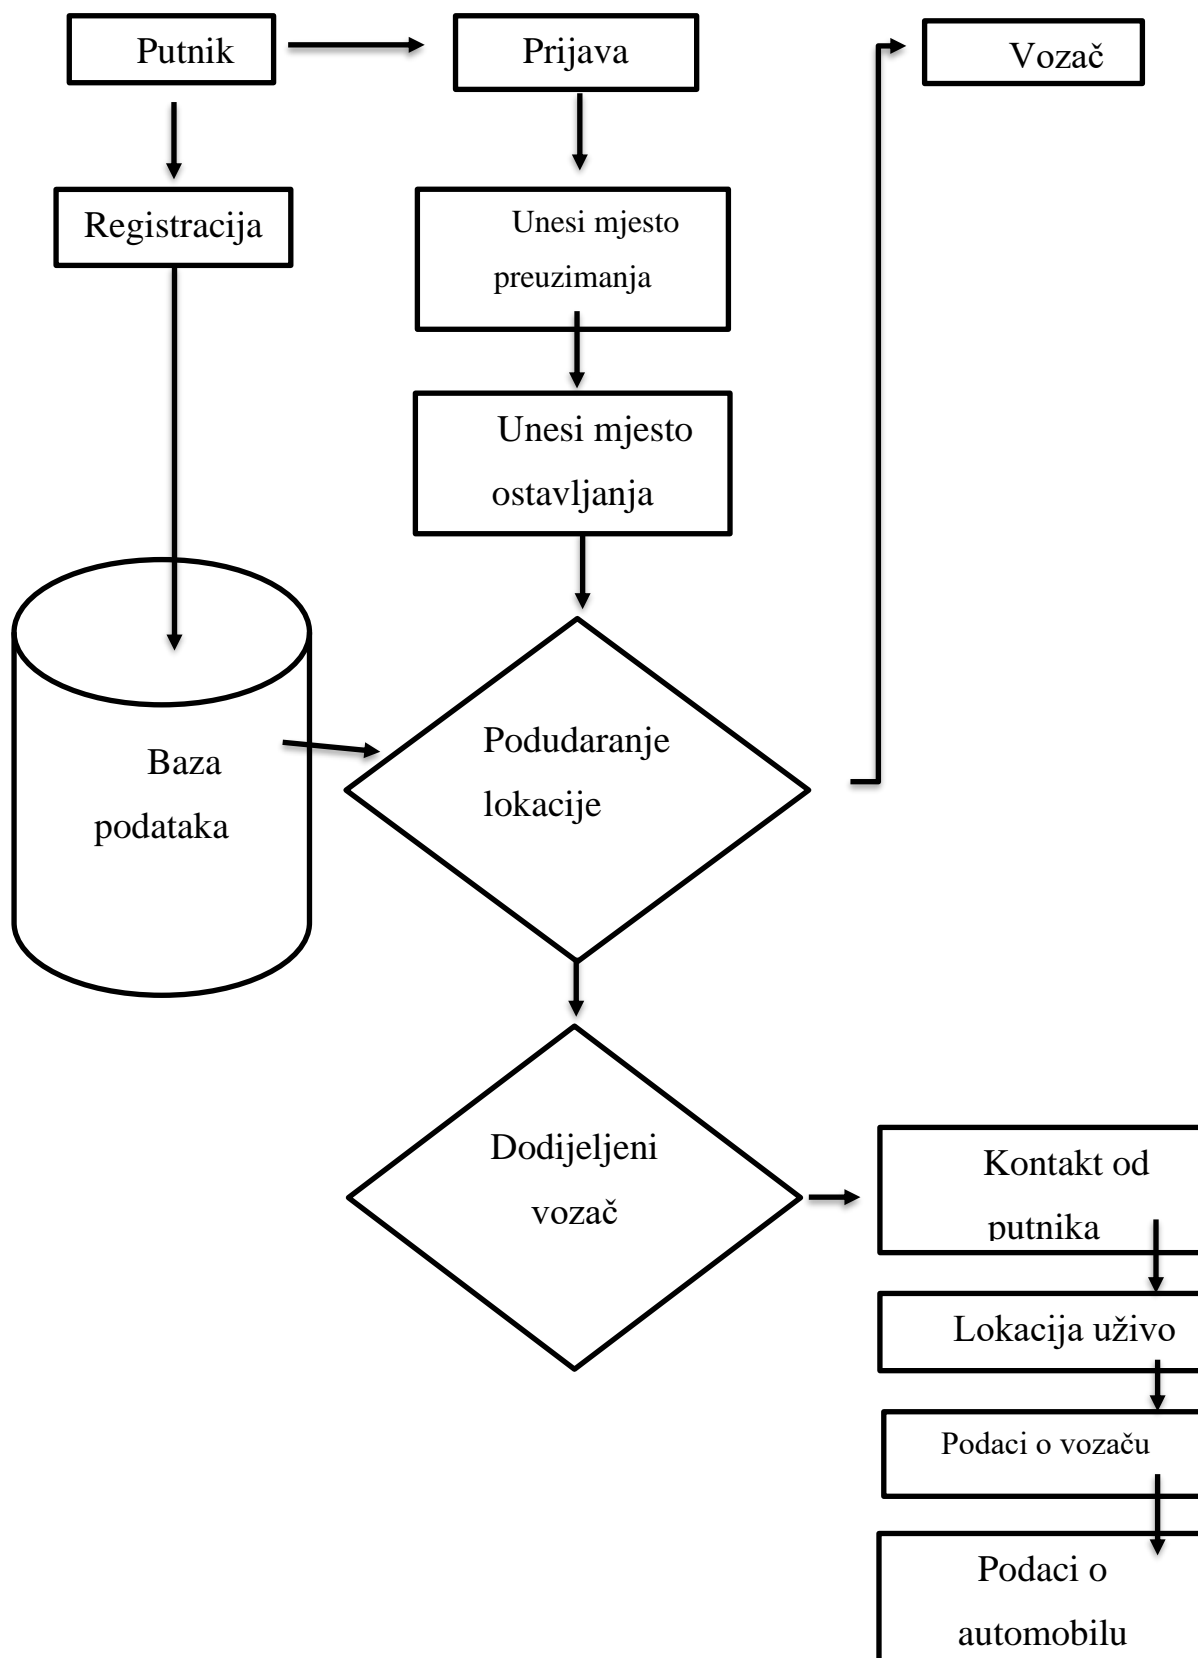 Putnik
Prijava
Vozač
Registracija
Unesi mjesto
preuzimanja
Unesi mjesto
ostavljanja
Baza
podataka
Podudaranje
lokacije
Dodijeljeni
vozač
Kontakt od
putnika
Lokacija uživo
Podaci o vozaču
Podaci o
automobilu